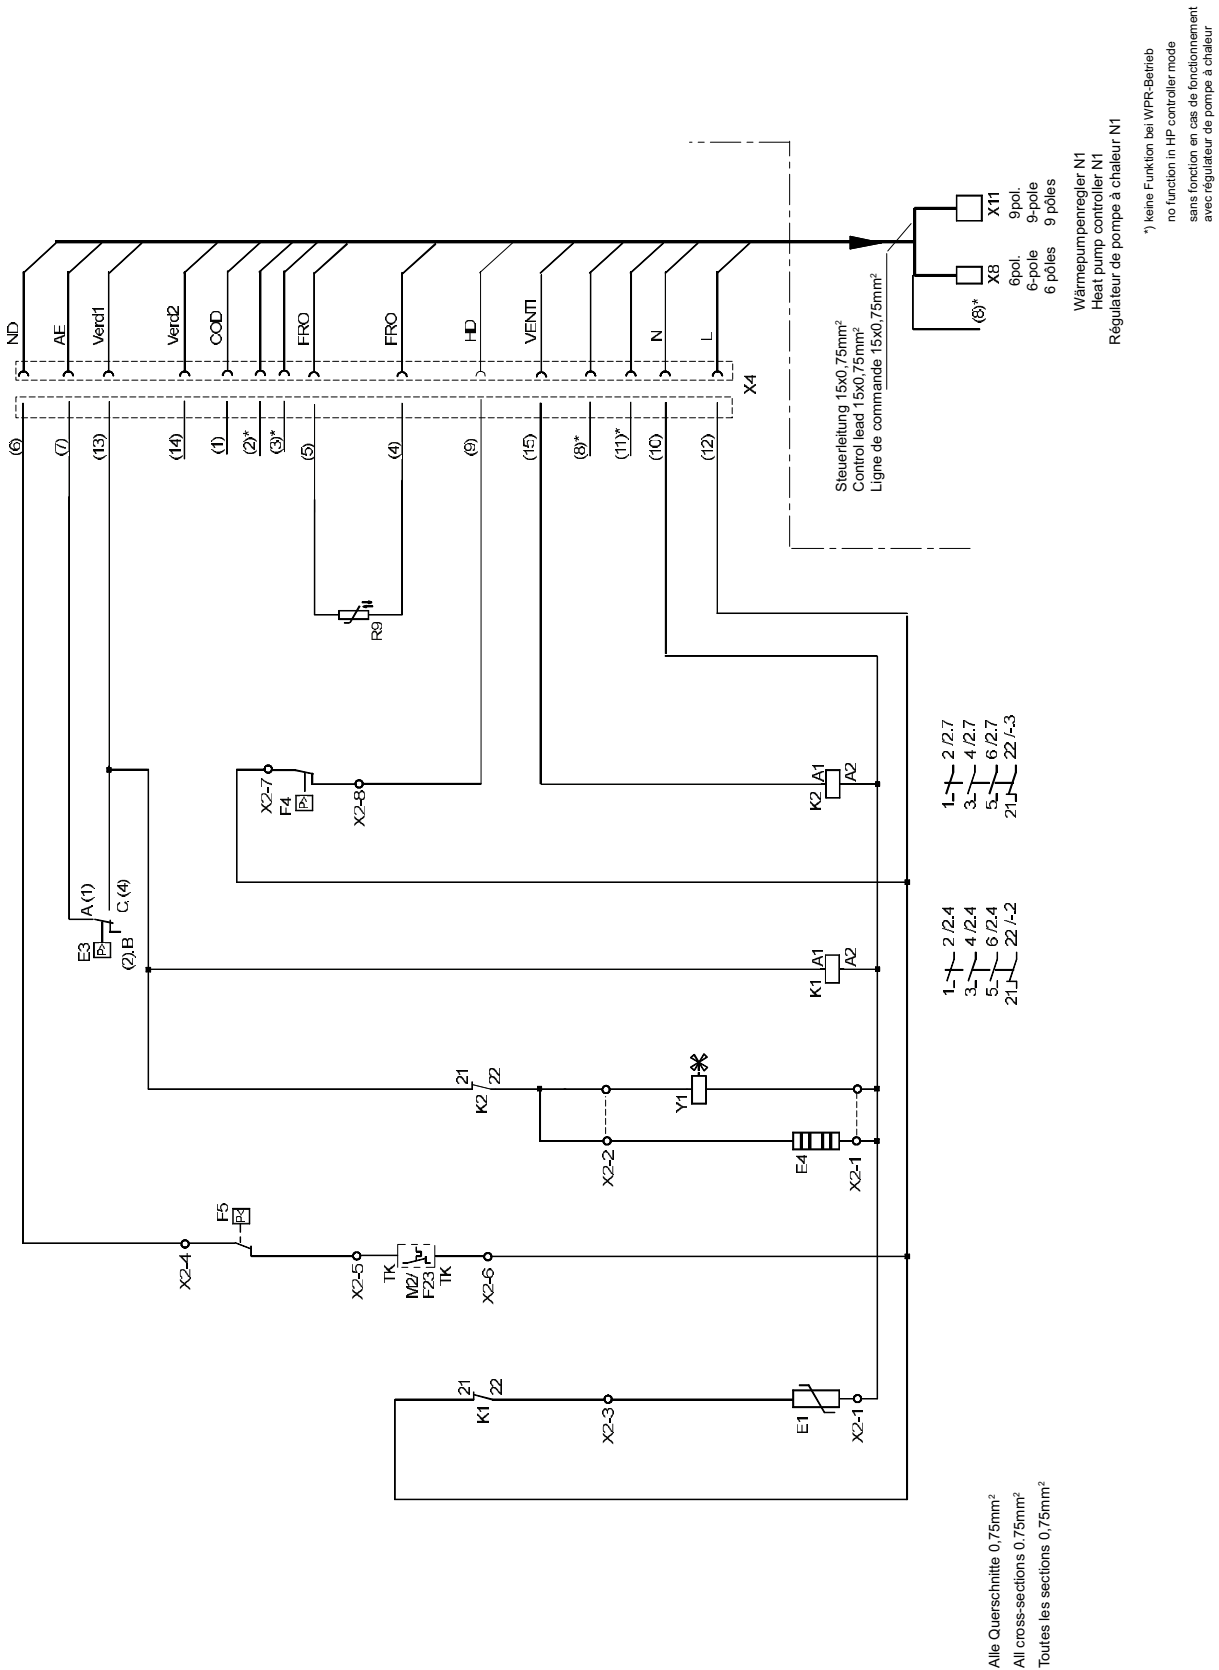 ND
AE
Verd1
Verd2
COD
FRO
FRO
HD
VENTI
N
L
X4
(6)
(7)
(13)
(14)
(1)
(2)*
(3)*
(5)
(4)
(9)
(15)
(8)*
(11)*
(10)
(12)
Steuerleitung 15x0,75mm²
Control lead 15x0,75mm²
Ligne de commande 15x0,75mm²
X8
6pol.
6-pole
6 pôles
X11
9pol.
9-pole
9 pôles
(8)*
Wärmepumpenregler N1
Heat pump controller N1
Régulateur de pompe à chaleur N1
*) keine Funktion bei WPR-Betrieb
no function in HP controller mode
sans fonction en cas de fonctionnement
avec régulateur de pompe à chaleur
R9
X2-7
F4
P>
X2-8
K2
A1
A2
1 2 /2.7
3 4 /2.7
5 6 /2.7
21 22 /-.3
E3
P>
A (1)
C. (4)
(2).B
K1
A1
A2
1 2 /2.4
3 4 /2.4
5 6 /2.4
21 22 /-.2
21
K2
22
X2-2
Y1
E4
X2-1
X2-4
F5
P<
X2-5
TK
M2/
F23
TK
X2-6
21
K1
22
X2-3
E1
X2-1
Alle Querschnitte 0,75mm²
All cross-sections 0.75mm²
Toutes les sections 0,75mm²